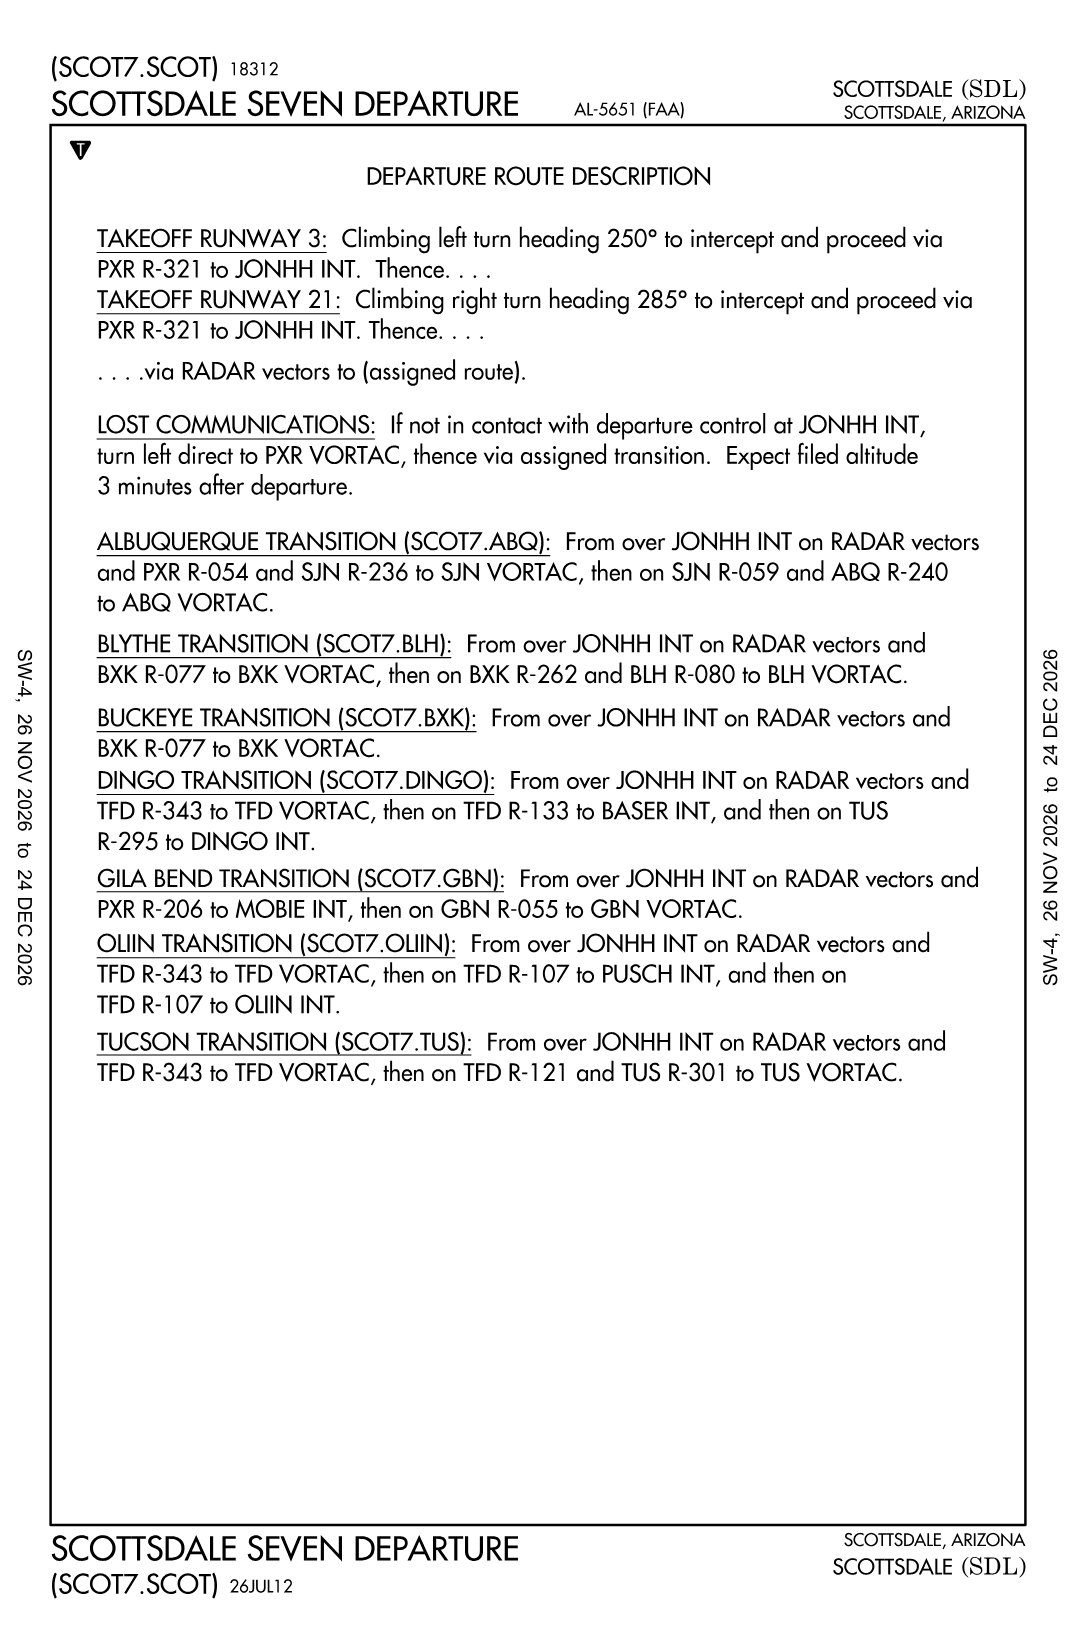 (SCOT7.SCOT) 18312
SCOTTSDALE SEVEN DEPARTURE
AL-5651 (FAA)
SCOTTSDALE (SDL)
SCOTTSDALE, ARIZONA
T
DEPARTURE ROUTE DESCRIPTION
TAKEOFF RUNWAY 3: Climbing left turn heading 250° to intercept and proceed via
PXR R-321 to JONHH INT. Thence. . . .
TAKEOFF RUNWAY 21: Climbing right turn heading 285° to intercept and proceed via
PXR R-321 to JONHH INT. Thence. . . .
. . . .via RADAR vectors to (assigned route).
LOST COMMUNICATIONS: If not in contact with departure control at JONHH INT,
turn left direct to PXR VORTAC, thence via assigned transition. Expect filed altitude
3 minutes after departure.
ALBUQUERQUE TRANSITION (SCOT7.ABQ): From over JONHH INT on RADAR vectors
and PXR R-054 and SJN R-236 to SJN VORTAC, then on SJN R-059 and ABQ R-240
to ABQ VORTAC.
BLYTHE TRANSITION (SCOT7.BLH): From over JONHH INT on RADAR vectors and
BXK R-077 to BXK VORTAC, then on BXK R-262 and BLH R-080 to BLH VORTAC.
BUCKEYE TRANSITION (SCOT7.BXK): From over JONHH INT on RADAR vectors and
BXK R-077 to BXK VORTAC.
DINGO TRANSITION (SCOT7.DINGO): From over JONHH INT on RADAR vectors and
TFD R-343 to TFD VORTAC, then on TFD R-133 to BASER INT, and then on TUS
R-295 to DINGO INT.
GILA BEND TRANSITION (SCOT7.GBN): From over JONHH INT on RADAR vectors and
PXR R-206 to MOBIE INT, then on GBN R-055 to GBN VORTAC.
OLIIN TRANSITION (SCOT7.OLIIN): From over JONHH INT on RADAR vectors and
TFD R-343 to TFD VORTAC, then on TFD R-107 to PUSCH INT, and then on
TFD R-107 to OLIIN INT.
TUCSON TRANSITION (SCOT7.TUS): From over JONHH INT on RADAR vectors and
TFD R-343 to TFD VORTAC, then on TFD R-121 and TUS R-301 to TUS VORTAC.
SW-4, 26 NOV 2026 to 24 DEC 2026
SW-4, 26 NOV 2026 to 24 DEC 2026
SCOTTSDALE SEVEN DEPARTURE
(SCOT7.SCOT) 26JUL12
SCOTTSDALE, ARIZONA
SCOTTSDALE (SDL)